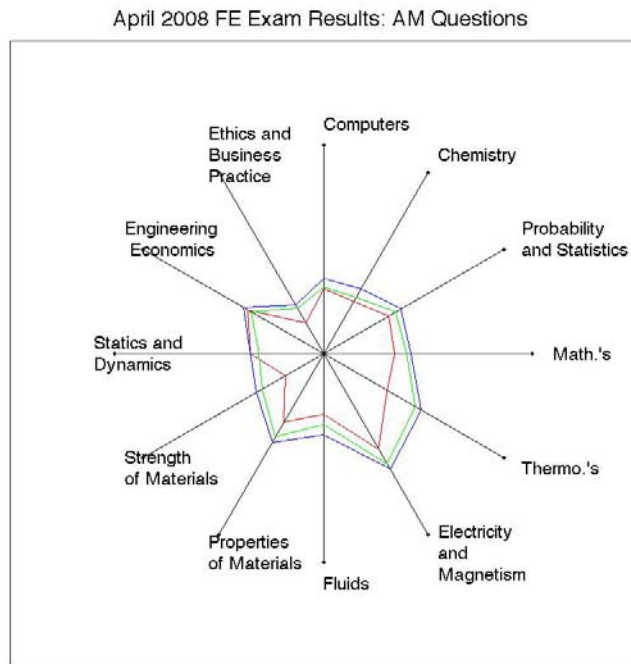 April 2008 FE Exam Results: AM Questions
Computers
Ethics and
Business
Practice
Chemistry
Engineering
Economics
Probability
and Statistics
Statics and
Dynamics
Math.'s
Strength
of Materials
Thermo.'s
Properties
of Materials
Fluids
Electricity
and
Magnetism